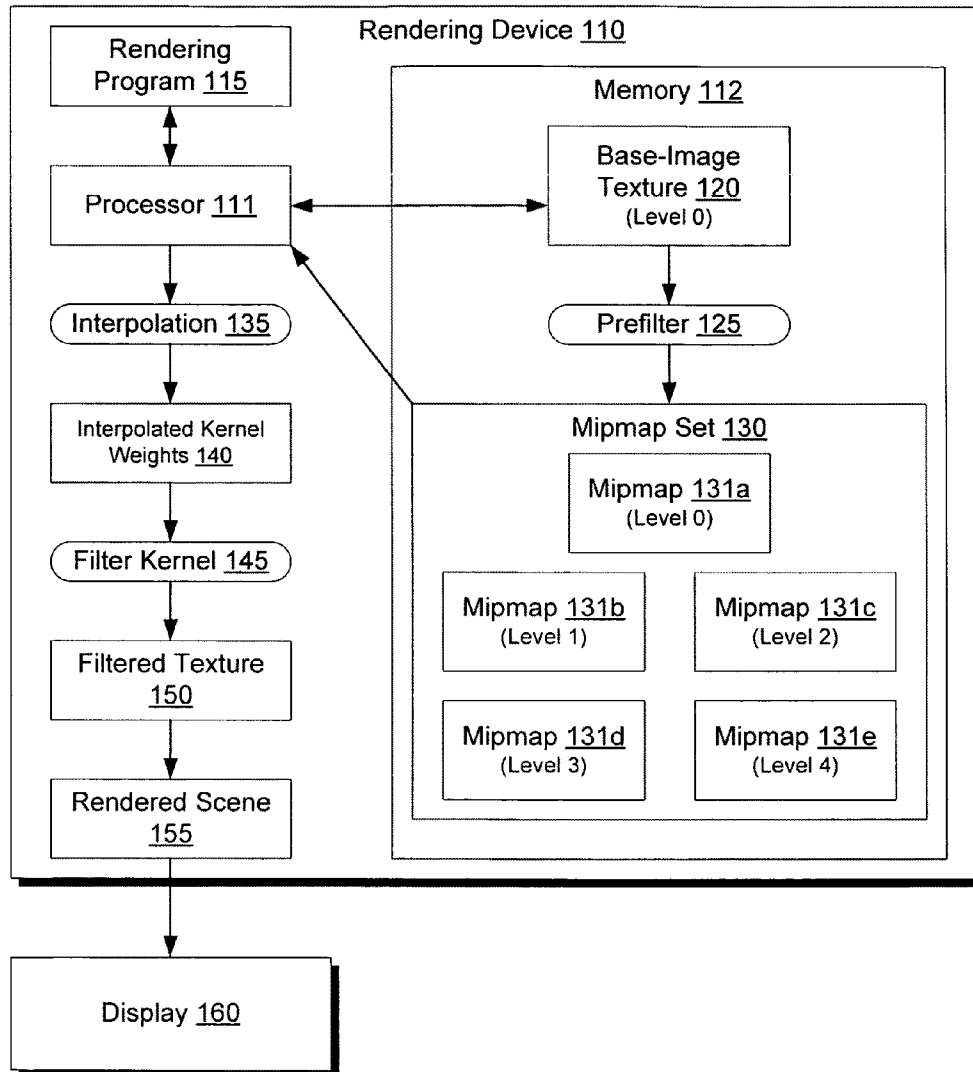 Rendering Device 110
Rendering
Program 115
Processor 111
Interpolation 135
Interpolated Kernel
Weights 140
Filter Kernel 145
Filtered Texture
150
Rendered Scene
155
Memory 112
Base-Image
Texture 120
(Level 0)
Prefilter 125
Mipmap Set 130
Mipmap 131a
(Level 0)
Mipmap 131b
(Level 1)
Mipmap 131c
(Level 2)
Mipmap 131d
(Level 3)
Mipmap 131e
(Level 4)
Display 160